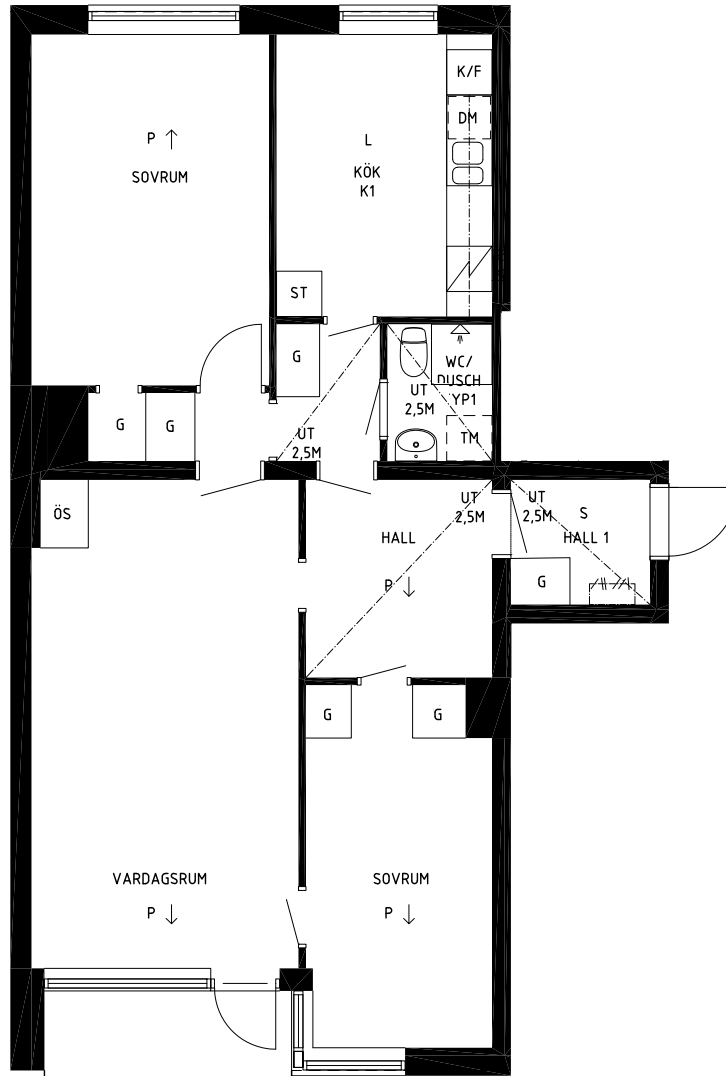 K/F
DM
P
SOVRUM
L
KÖK
K1
ST
G
WC/
DUSCH
YP1
UT
2,5M
TM
G
G
UT
2,5M
ÖS
HALL
P
UT
2,5M
UT
2,5M
S
HALL 1
G
G
G
VARDAGSRUM
P
SOVRUM
P